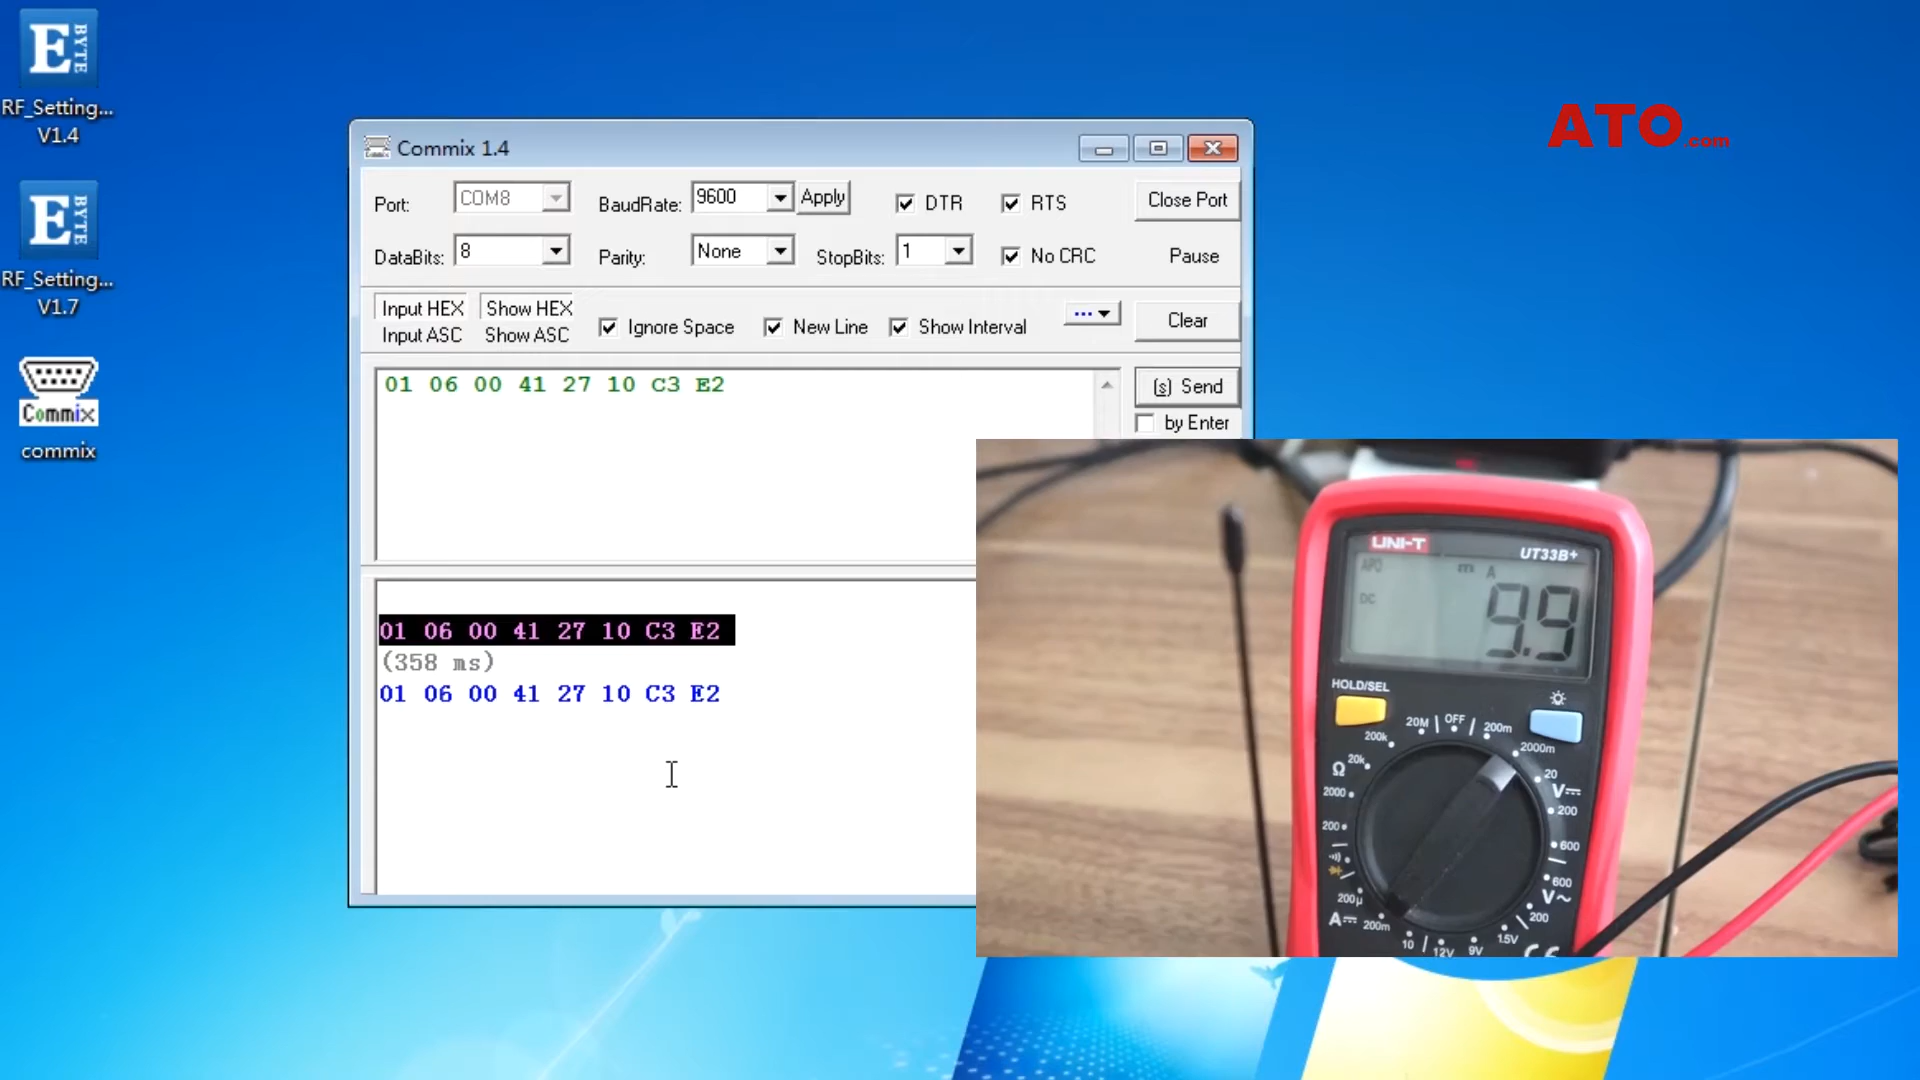 E BYTE
RF_Setting...
V1.4
E BYTE
RF_Setting...
V1.7
Commix
commix
ATO.com
Commix 1.4
Port: COM8 BaudRate: 9600 Apply DTR RTS Close Port
DataBits: 8 Parity: None StopBits: 1 No CRC Pause
Input HEX Show HEX
Input ASC Show ASC
Ignore Space New Line Show Interval ... Clear
01 06 00 41 27 10 C3 E2
(s) Send
by Enter
01 06 00 41 27 10 C3 E2
(358 ms)
01 06 00 41 27 10 C3 E2
UNI-T UT33B+
APO m A
DC 9.9
HOLD/SEL
20M OFF 200m
200k 2000m
20k 20
Ω V
2000 200
200 600
600
200µ V~
A 200m 200
10 12V 9V 1.5V CE